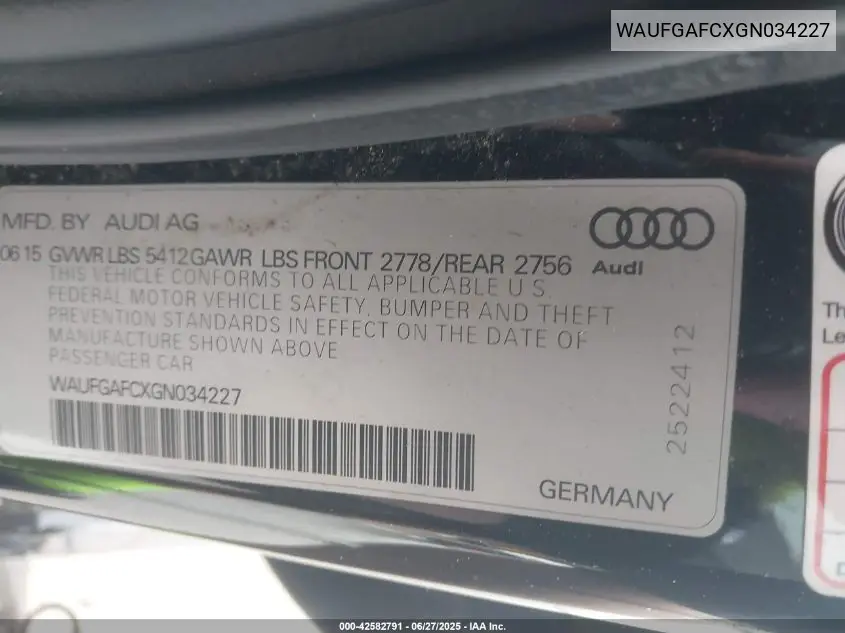 WAUFGAFCXGN034227
MFD. BY AUDI AG
06 15 GVWR LBS 5412 GAWR LBS FRONT 2778/REAR 2756
Audi
THIS VEHICLE CONFORMS TO ALL APPLICABLE U S.
FEDERAL MOTOR VEHICLE SAFETY, BUMPER AND THEFT
PREVENTION STANDARDS IN EFFECT ON THE DATE OF
MANUFACTURE SHOWN ABOVE
PASSENGER CAR
WAUFGAFCXGN034227
2522412
GERMANY
000-42582791 - 06/27/2025 - IAA Inc.